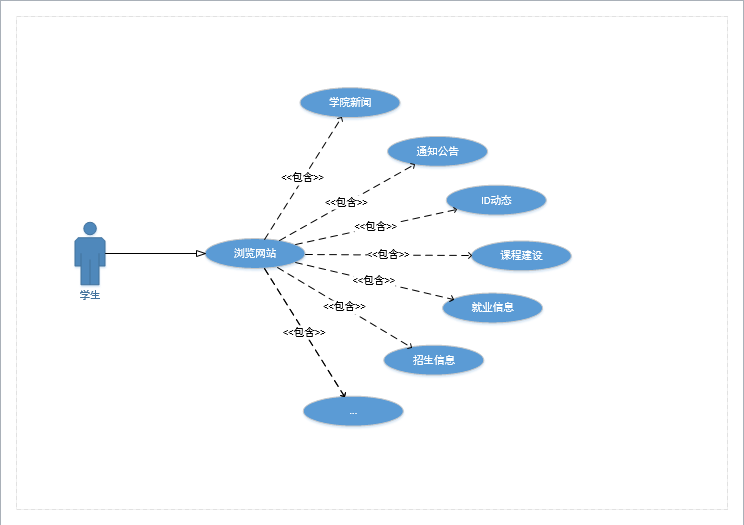 学院新闻
通知公告
<<包含>>
<<包含>>
ID动态
<<包含>>
浏览网站
<<包含>>
课程建设
<<包含>>
学生
<<包含>>
就业信息
<<包含>>
招生信息
...